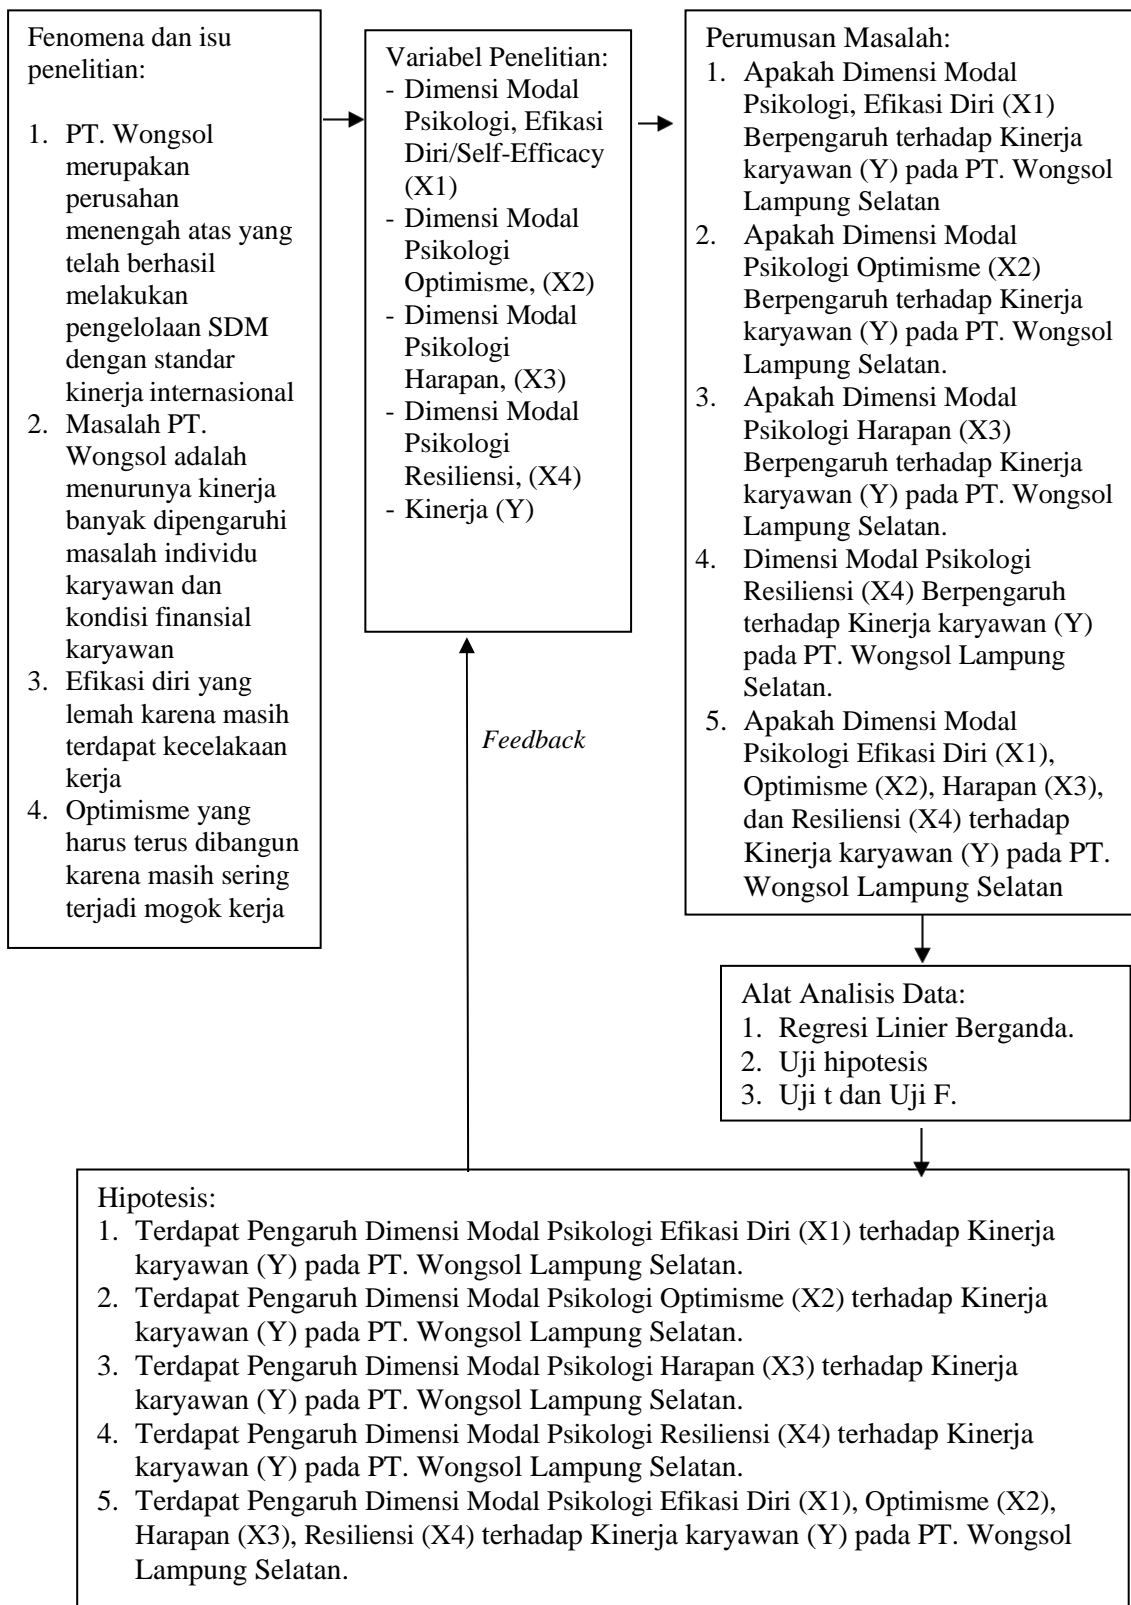 Fenomena dan isu
penelitian:
1. PT. Wongsol
merupakan
perusahan
menengah atas yang
telah berhasil
melakukan
pengelolaan SDM
dengan standar
kinerja internasional
2. Masalah PT.
Wongsol adalah
menurunya kinerja
banyak dipengaruhi
masalah individu
karyawan dan
kondisi finansial
karyawan
3. Efikasi diri yang
lemah karena masih
terdapat kecelakaan
kerja
4. Optimisme yang
harus terus dibangun
karena masih sering
terjadi mogok kerja
Variabel Penelitian:
- Dimensi Modal
Psikologi, Efikasi
Diri/Self-Efficacy
(X1)
- Dimensi Modal
Psikologi
Optimisme, (X2)
- Dimensi Modal
Psikologi
Harapan, (X3)
- Dimensi Modal
Psikologi
Resiliensi, (X4)
- Kinerja (Y)
Perumusan Masalah:
1. Apakah Dimensi Modal
Psikologi, Efikasi Diri (X1)
Berpengaruh terhadap Kinerja
karyawan (Y) pada PT. Wongsol
Lampung Selatan
2. Apakah Dimensi Modal
Psikologi Optimisme (X2)
Berpengaruh terhadap Kinerja
karyawan (Y) pada PT. Wongsol
Lampung Selatan.
3. Apakah Dimensi Modal
Psikologi Harapan (X3)
Berpengaruh terhadap Kinerja
karyawan (Y) pada PT. Wongsol
Lampung Selatan.
4. Dimensi Modal Psikologi
Resiliensi (X4) Berpengaruh
terhadap Kinerja karyawan (Y)
pada PT. Wongsol Lampung
Selatan.
5. Apakah Dimensi Modal
Psikologi Efikasi Diri (X1),
Optimisme (X2), Harapan (X3),
dan Resiliensi (X4) terhadap
Kinerja karyawan (Y) pada PT.
Wongsol Lampung Selatan
Feedback
Alat Analisis Data:
1. Regresi Linier Berganda.
2. Uji hipotesis
3. Uji t dan Uji F.
Hipotesis:
1. Terdapat Pengaruh Dimensi Modal Psikologi Efikasi Diri (X1) terhadap Kinerja
karyawan (Y) pada PT. Wongsol Lampung Selatan.
2. Terdapat Pengaruh Dimensi Modal Psikologi Optimisme (X2) terhadap Kinerja
karyawan (Y) pada PT. Wongsol Lampung Selatan.
3. Terdapat Pengaruh Dimensi Modal Psikologi Harapan (X3) terhadap Kinerja
karyawan (Y) pada PT. Wongsol Lampung Selatan.
4. Terdapat Pengaruh Dimensi Modal Psikologi Resiliensi (X4) terhadap Kinerja
karyawan (Y) pada PT. Wongsol Lampung Selatan.
5. Terdapat Pengaruh Dimensi Modal Psikologi Efikasi Diri (X1), Optimisme (X2),
Harapan (X3), Resiliensi (X4) terhadap Kinerja karyawan (Y) pada PT. Wongsol
Lampung Selatan.